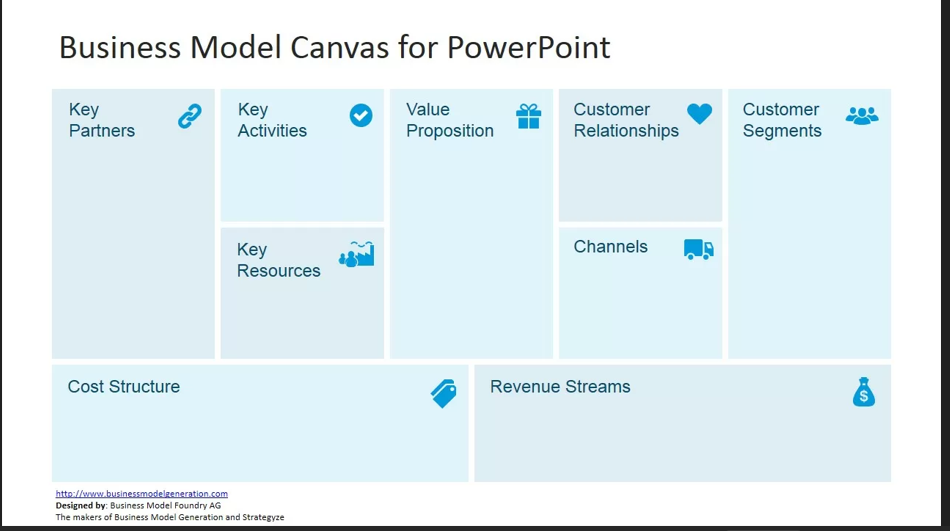 Business Model Canvas for PowerPoint
Key
Partners
Key
Activities
Key
Resources
Value
Proposition
Customer
Relationships
Channels
Customer
Segments
Cost Structure
Revenue Streams
$
http://www.businessmodelgeneration.com
Designed by: Business Model Foundry AG
The makers of Business Model Generation and Strategyze